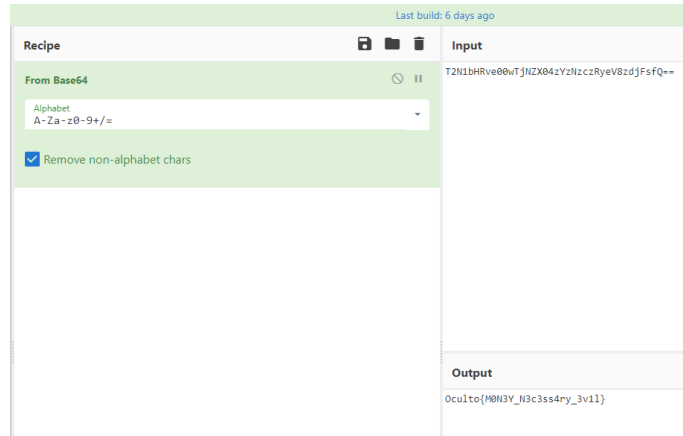 Last build: 6 days ago
Recipe
Input
From Base64
Alphabet
A-Za-z0-9+/=
Remove non-alphabet chars
T2N1bHRve00wTjNZX04zYzNzczRyeV8zdjFsfQ==
Output
Oculto{M0N3Y_N3c3ss4ry_3v1l}